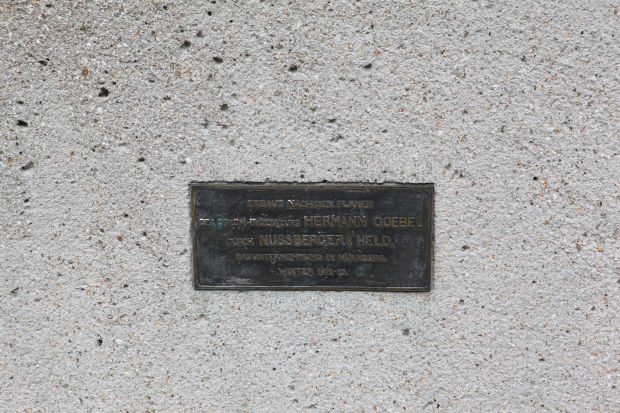 ERBAUT NACH DEN PLÄNEN
HERMANN GOEBEL
DURCH NUSSBERGER & HELD,
BAUUNTERNEHMUNG IN NÜRNBERG.
WINTER